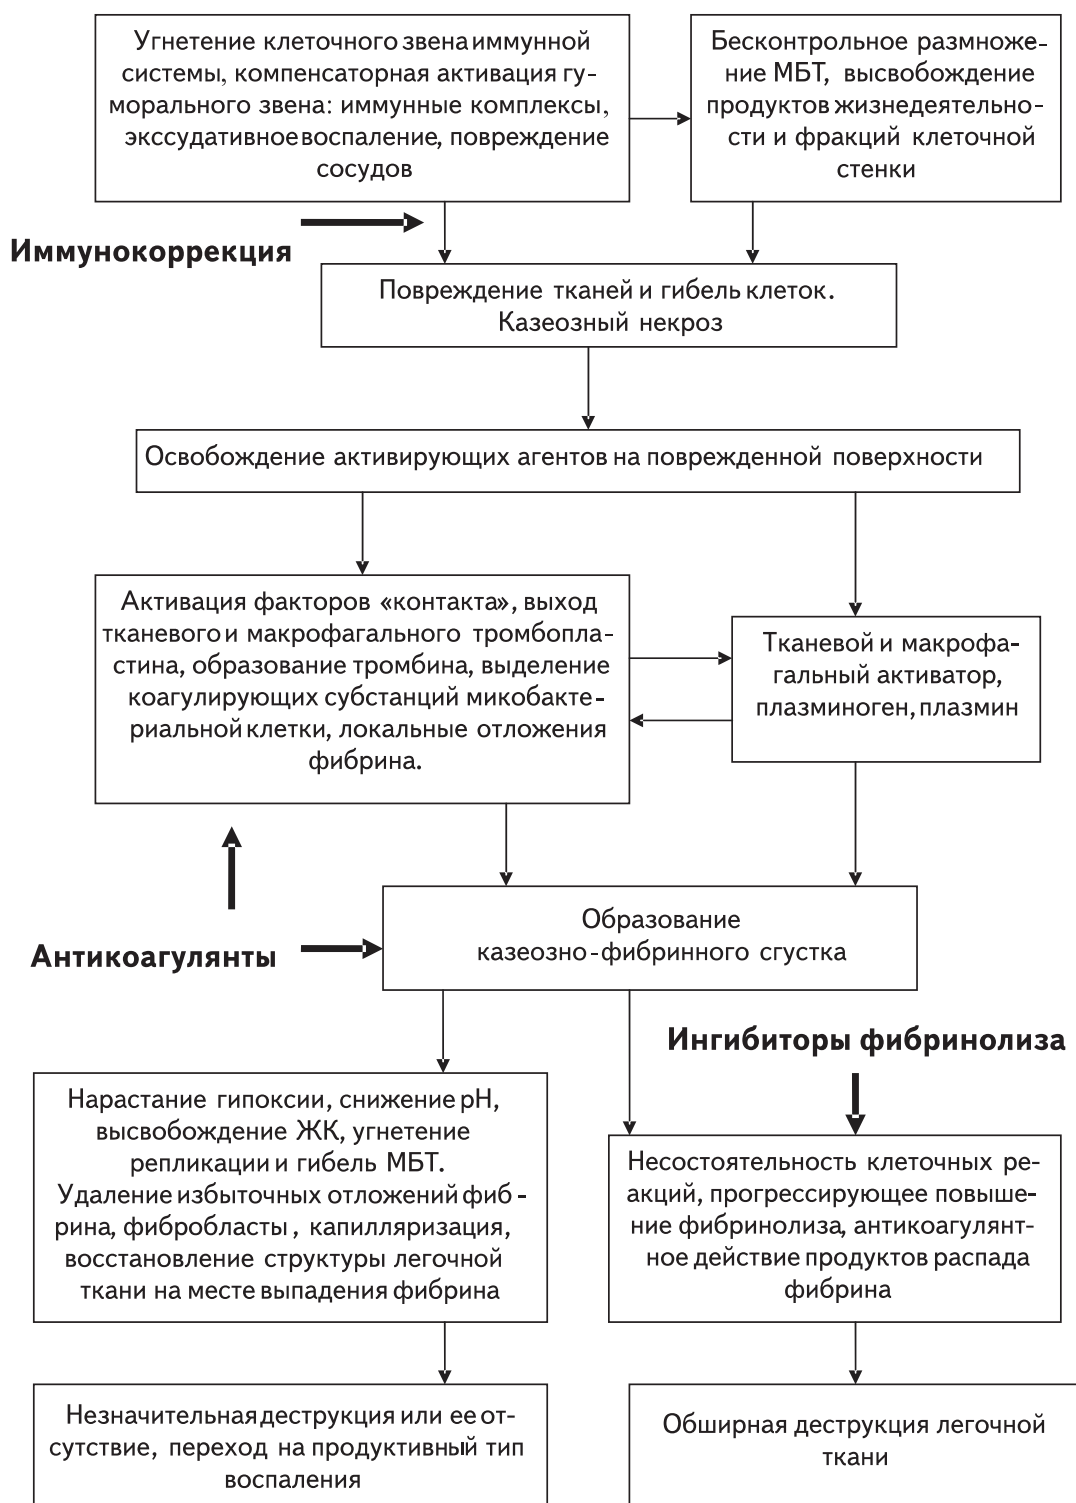 Угнетение клеточного звена иммунной
системы, компенсаторная активация гу-
морального звена: иммунные комплексы,
экссудативное воспаление, повреждение
сосудов
Бесконтрольное размноже-
ние МБТ, высвобождение
продуктов жизнедеятельно-
сти и фракций клеточной
стенки
Иммунокоррекция
Повреждение тканей и гибель клеток.
Казеозный некроз
Освобождение активирующих агентов на поврежденной поверхности
Активация факторов «контакта», выход
тканевого и макрофагального тромбопла-
стина, образование тромбина, выделение
коагулирующих субстанций микобакте-
риальной клетки, локальные отложения
фибрина.
Тканевой и макрофа-
гальный активатор,
плазминоген, плазмин
Антикоагулянты
Образование
казеозно-фибринного сгустка
Ингибиторы фибринолиза
Нарастание гипоксии, снижение pH,
высвобождение ЖК, угнетение
репликации и гибель МБТ.
Удаление избыточных отложений фиб-
рина, фибробласты, капилляризация,
восстановление структуры легочной
ткани на месте выпадения фибрина
Несостоятельность клеточных ре-
акций, прогрессирующее повыше-
ние фибринолиза, антикоагулянт-
ное действие продуктов распада
фибрина
Незначительная деструкция или ее от-
сутствие, переход на продуктивный тип
воспаления
Обширная деструкция легочной
ткани